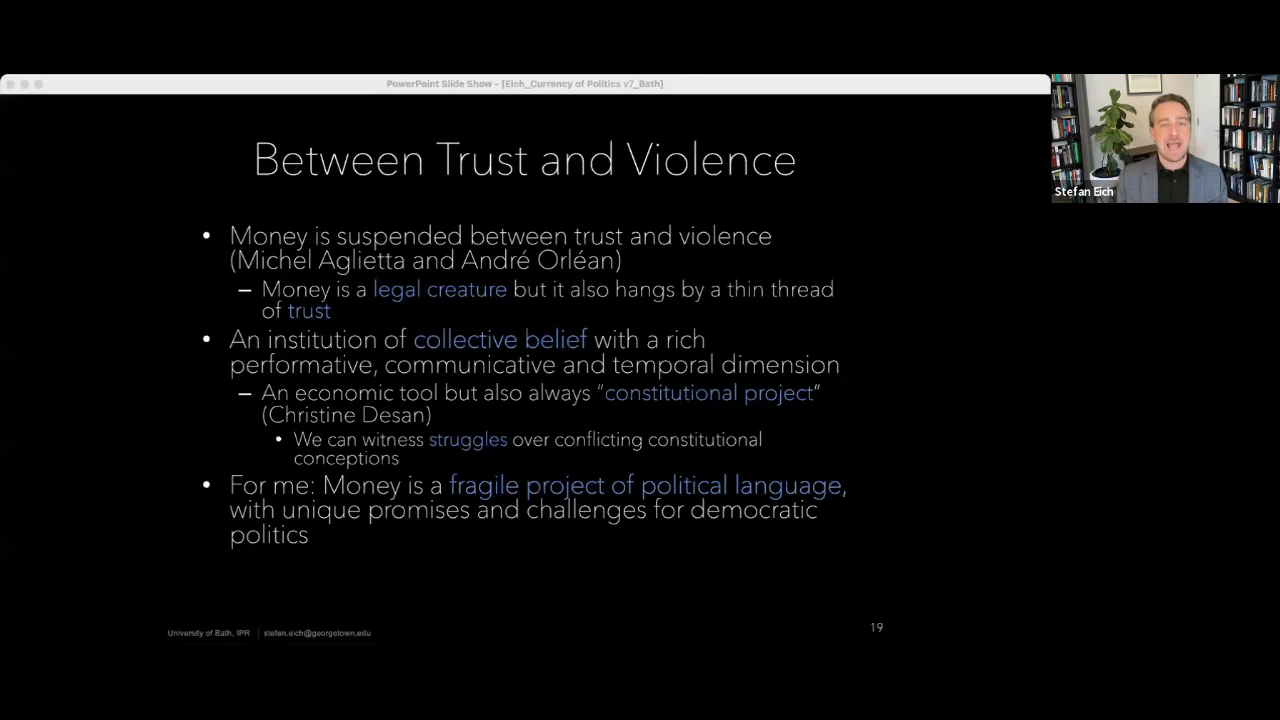 PowerPoint Slide Show - [Eich_Currency of Politics v7_Bath]
Stefan Eich
Between Trust and Violence
• Money is suspended between trust and violence
(Michel Aglietta and André Orléan)
– Money is a legal creature but it also hangs by a thin thread
of trust
• An institution of collective belief with a rich
performative, communicative and temporal dimension
– An economic tool but also always “constitutional project”
(Christine Desan)
• We can witness struggles over conflicting constitutional
conceptions
• For me: Money is a fragile project of political language,
with unique promises and challenges for democratic
politics
University of Bath, IPR | stefan.eich@georgetown.edu
19